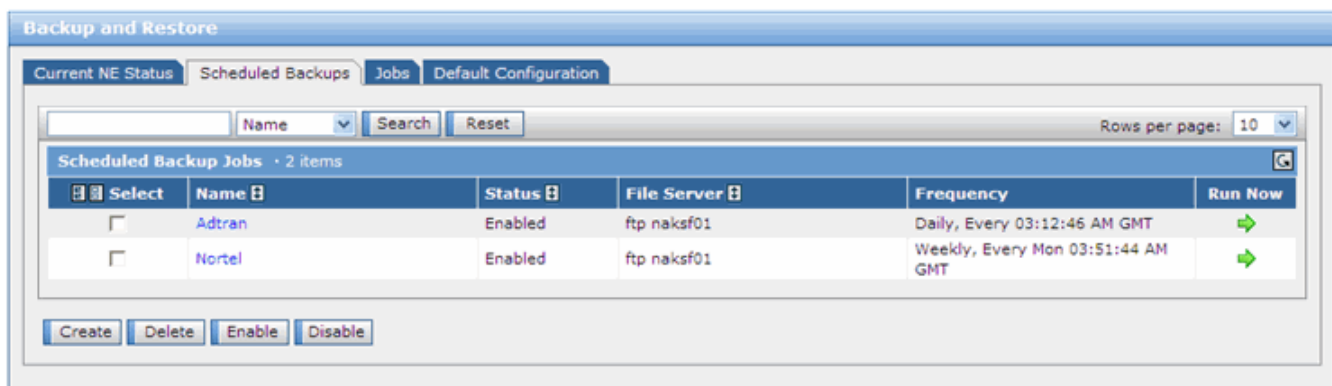 Backup and Restore
Current NE Status Scheduled Backups Jobs Default Configuration
Name Search Reset Rows per page: 10
Scheduled Backup Jobs · 2 items
Select Name Status File Server Frequency Run Now
Adtran Enabled ftp naksf01 Daily, Every 03:12:46 AM GMT
Nortel Enabled ftp naksf01 Weekly, Every Mon 03:51:44 AM
GMT
Create Delete Enable Disable